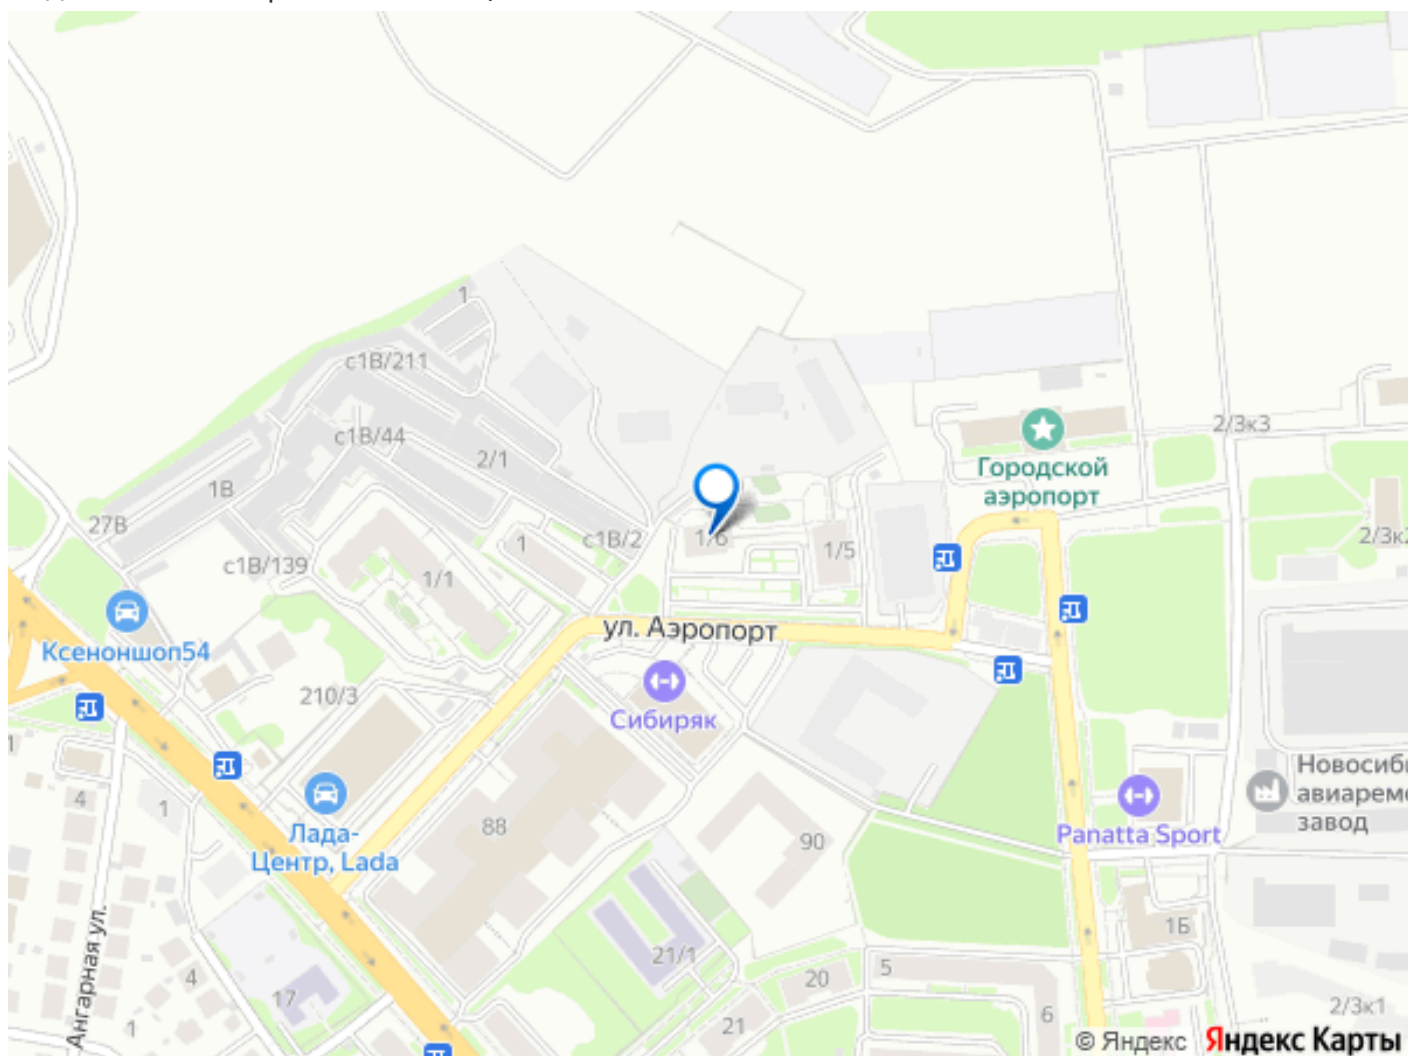 1
с1В/211
с1В/44
2/1
1В
27В
с1В/139
1/1
1
с1В/2
1/6
1/5
2/3к3
Городской
аэропорт
ул. Аэропорт
Ксеноншоп54
210/3
Сибиряк
Новосиб
авиарем
завод
Panatta Sport
Лада-
Центр, Lada
88
90
4
1
1
Ангарная ул.
4
17
1
21/1
20
21
5
6
1Б
2/3к1
© Яндекс
Яндекс Карты